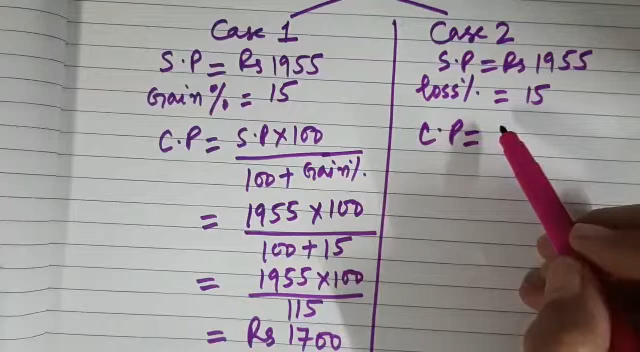 Case 1
S.P = Rs 1955
Gain% = 15
C.P = S.P × 100
100 + Gain%.
= 1955 × 100
100 + 15
= 1955 × 100
115
= Rs 1700
Case 2
S.P = Rs 1955
loss% = 15
C.P =